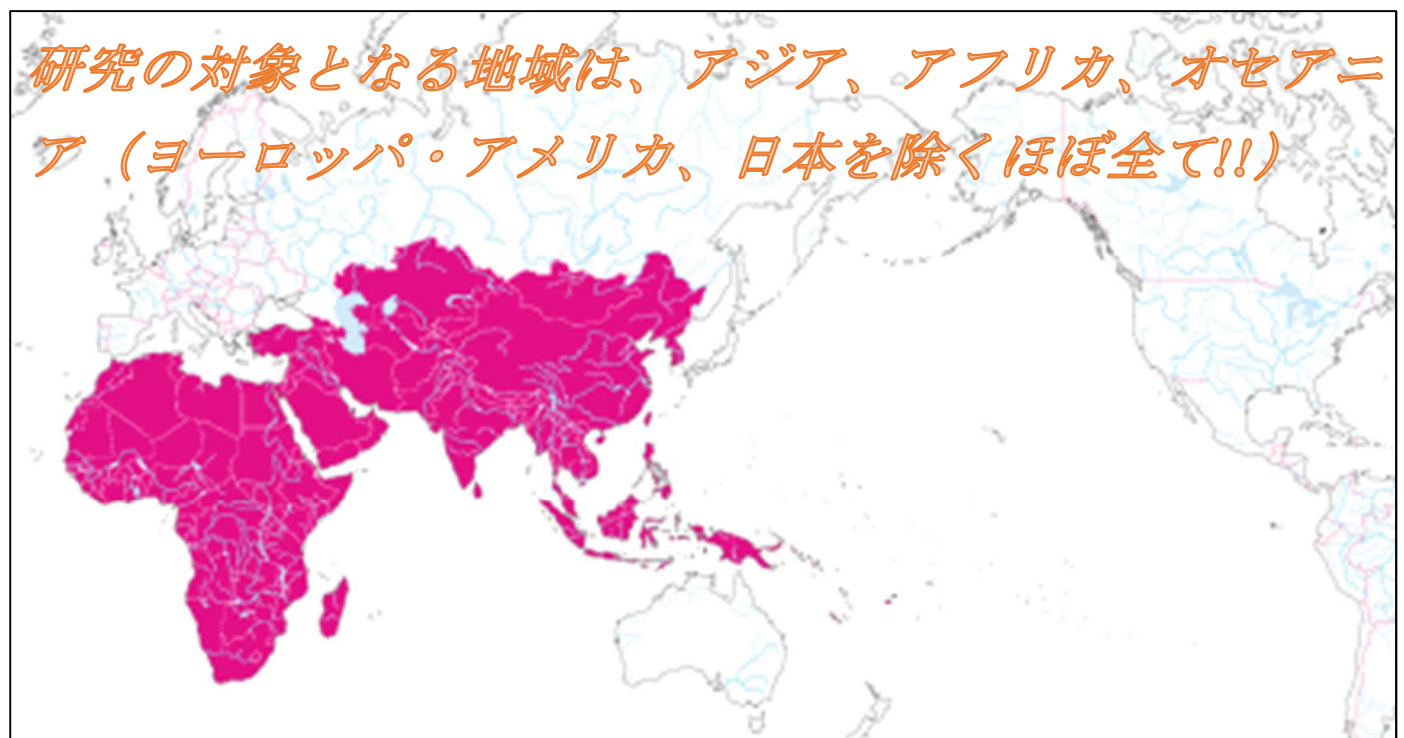 研究の対象となる地域は、アジア、アフリカ、オセアニ
ア（ヨーロッパ・アメリカ、日本を除くほぼ全て!!）